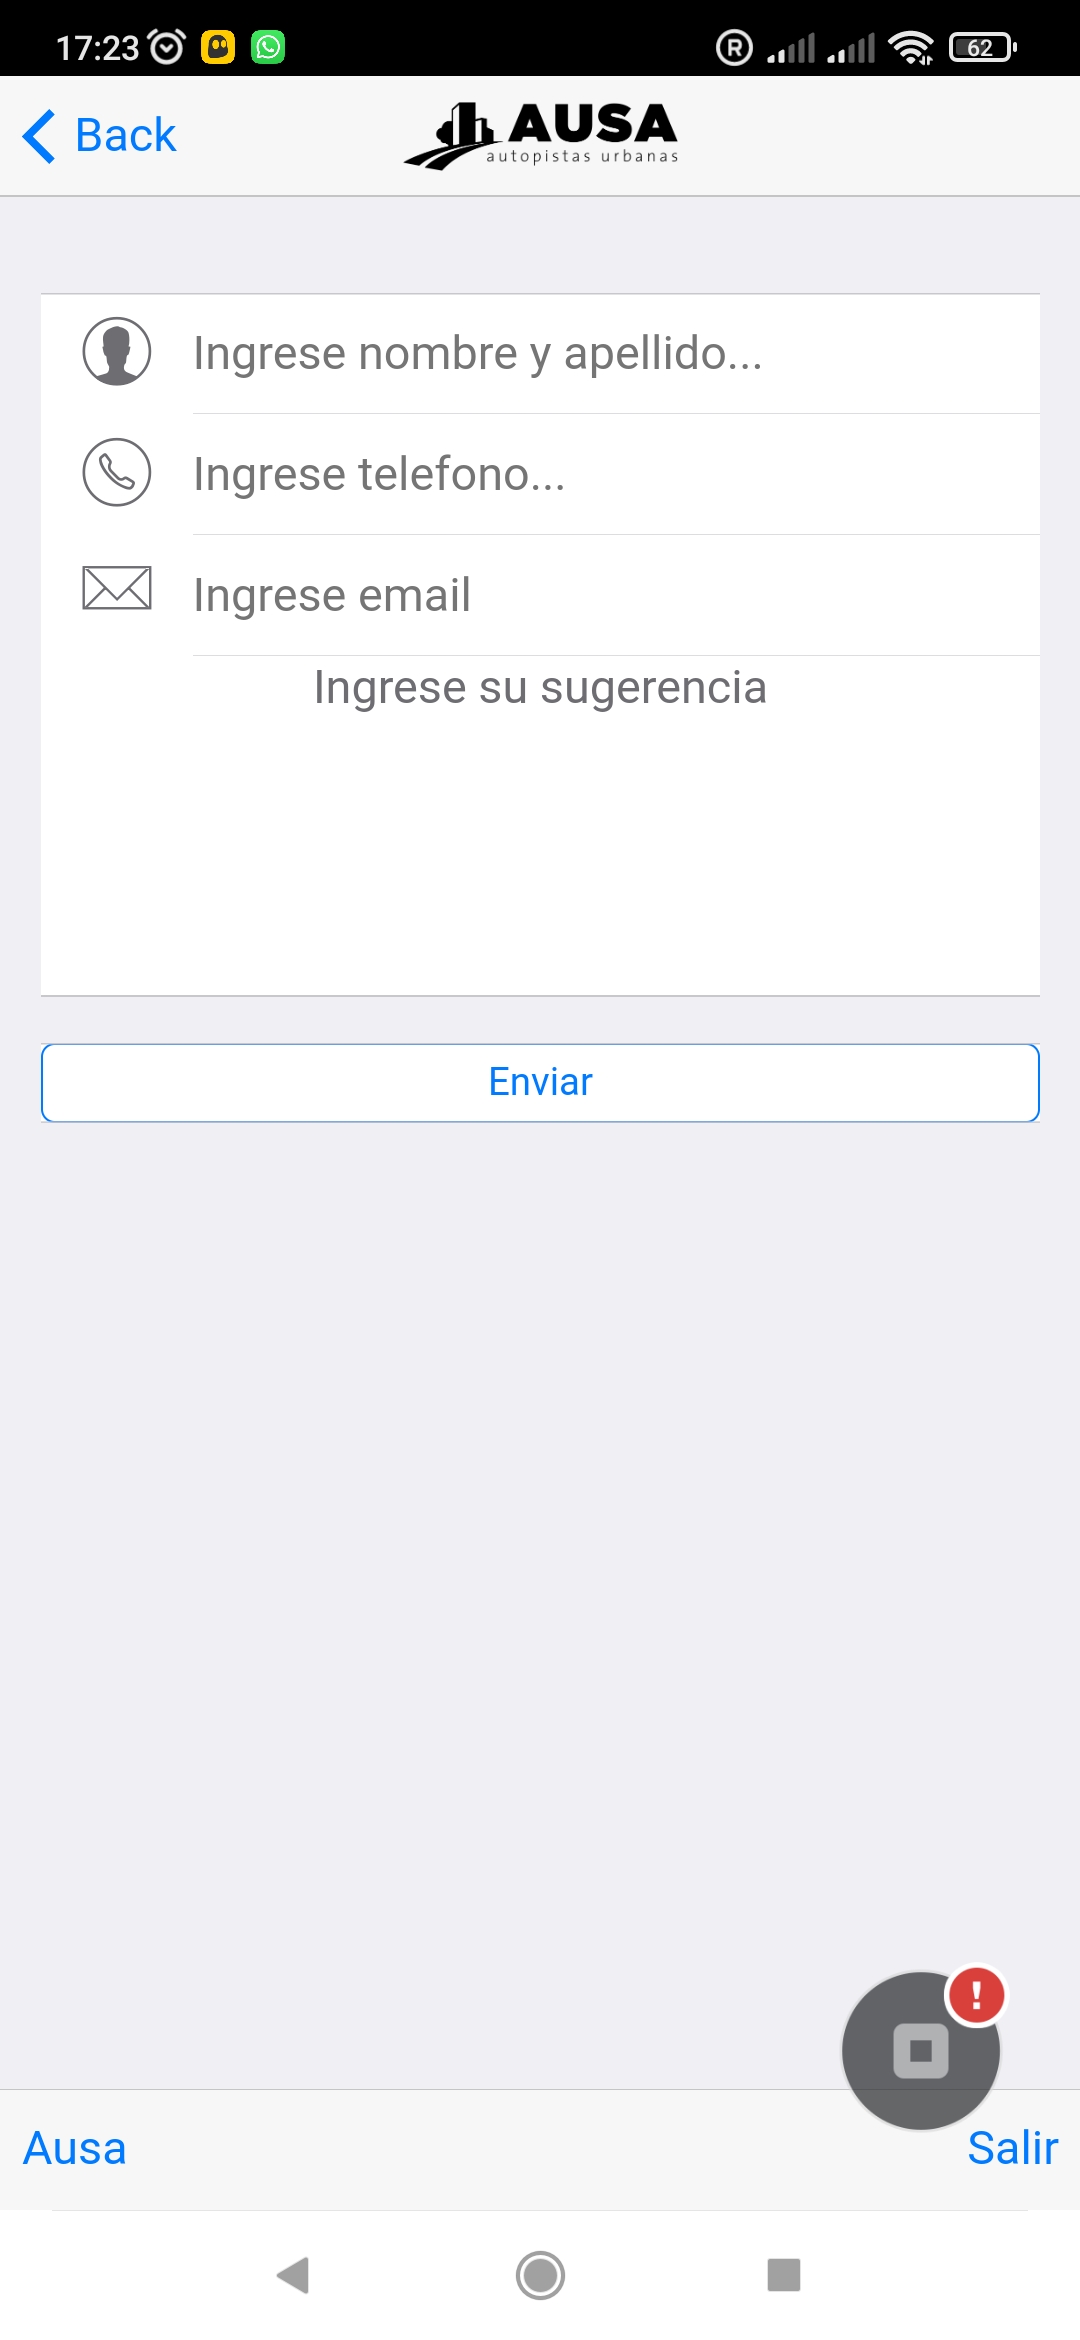 17:23
R
62
Back
AUSA
autopistas urbanas
Ingrese nombre y apellido...
Ingrese telefono...
Ingrese email
Ingrese su sugerencia
Enviar
!
Ausa
Salir